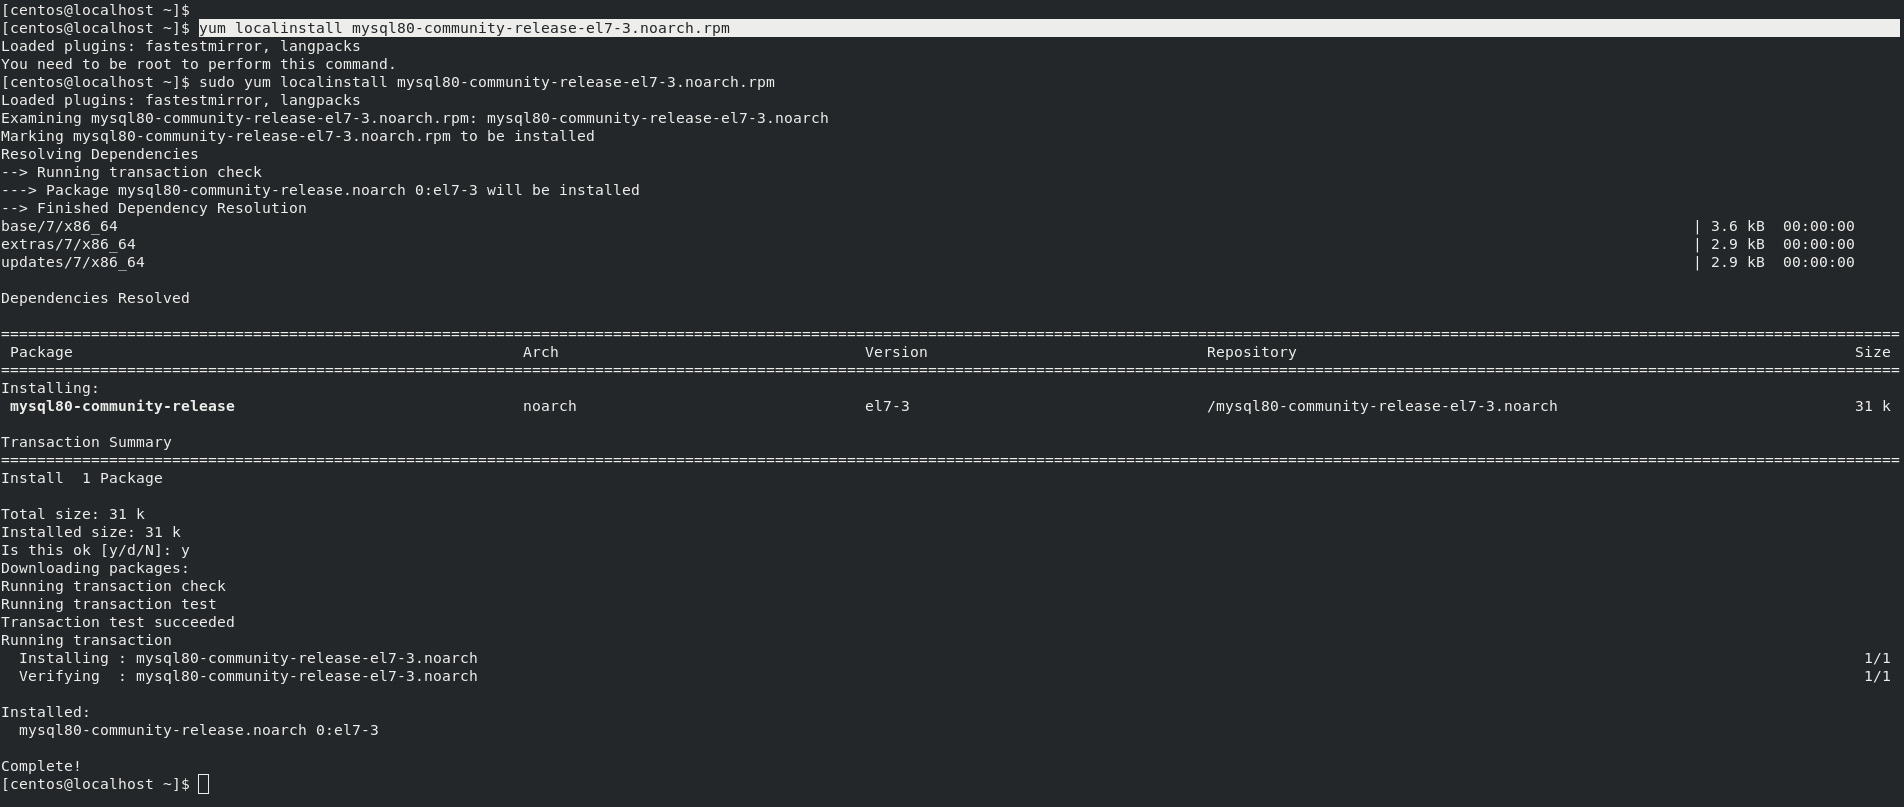 [centos@localhost ~]$
[centos@localhost ~]$ yum localinstall mysql80-community-release-el7-3.noarch.rpm
Loaded plugins: fastestmirror, langpacks
You need to be root to perform this command.
[centos@localhost ~]$ sudo yum localinstall mysql80-community-release-el7-3.noarch.rpm
Loaded plugins: fastestmirror, langpacks
Examining mysql80-community-release-el7-3.noarch.rpm: mysql80-community-release-el7-3.noarch
Marking mysql80-community-release-el7-3.noarch.rpm to be installed
Resolving Dependencies
--> Running transaction check
---> Package mysql80-community-release.noarch 0:el7-3 will be installed
--> Finished Dependency Resolution
base/7/x86_64 | 3.6 kB 00:00:00
extras/7/x86_64 | 2.9 kB 00:00:00
updates/7/x86_64 | 2.9 kB 00:00:00
Dependencies Resolved
================================================================================
Package Arch Version Repository Size
================================================================================
Installing:
mysql80-community-release noarch el7-3 /mysql80-community-release-el7-3.noarch 31 k
Transaction Summary
================================================================================
Install 1 Package
Total size: 31 k
Installed size: 31 k
Is this ok [y/d/N]: y
Downloading packages:
Running transaction check
Running transaction test
Transaction test succeeded
Running transaction
Installing : mysql80-community-release-el7-3.noarch 1/1
Verifying : mysql80-community-release-el7-3.noarch 1/1
Installed:
mysql80-community-release.noarch 0:el7-3
Complete!
[centos@localhost ~]$